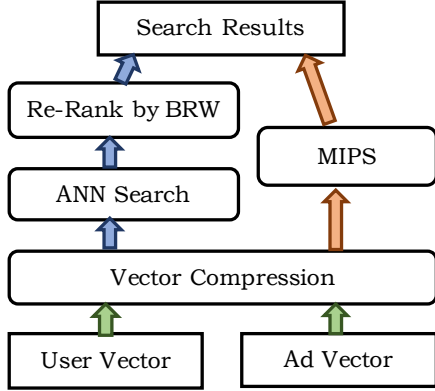 Search Results
Re-Rank by BRW
MIPS
ANN Search
Vector Compression
User Vector
Ad Vector